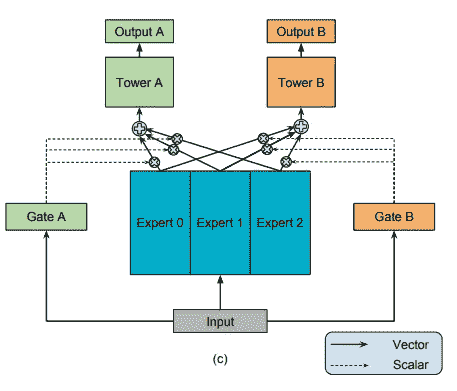 Output A
Output B
Tower A
Tower B
Gate A
Expert 0
Expert 1
Expert 2
Gate B
Input
(c)
Vector
Scalar